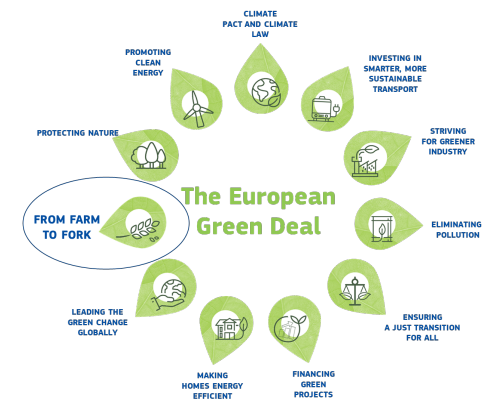 CLIMATE
PACT AND CLIMATE
LAW
PROMOTING
CLEAN
ENERGY
INVESTING IN
SMARTER, MORE
SUSTAINABLE
TRANSPORT
PROTECTING NATURE
STRIVING
FOR GREENER
INDUSTRY
The European
Green Deal
FROM FARM
TO FORK
ELIMINATING
POLLUTION
LEADING THE
GREEN CHANGE
GLOBALLY
ENSURING
A JUST TRANSITION
FOR ALL
MAKING
HOMES ENERGY
EFFICIENT
FINANCING
GREEN
PROJECTS